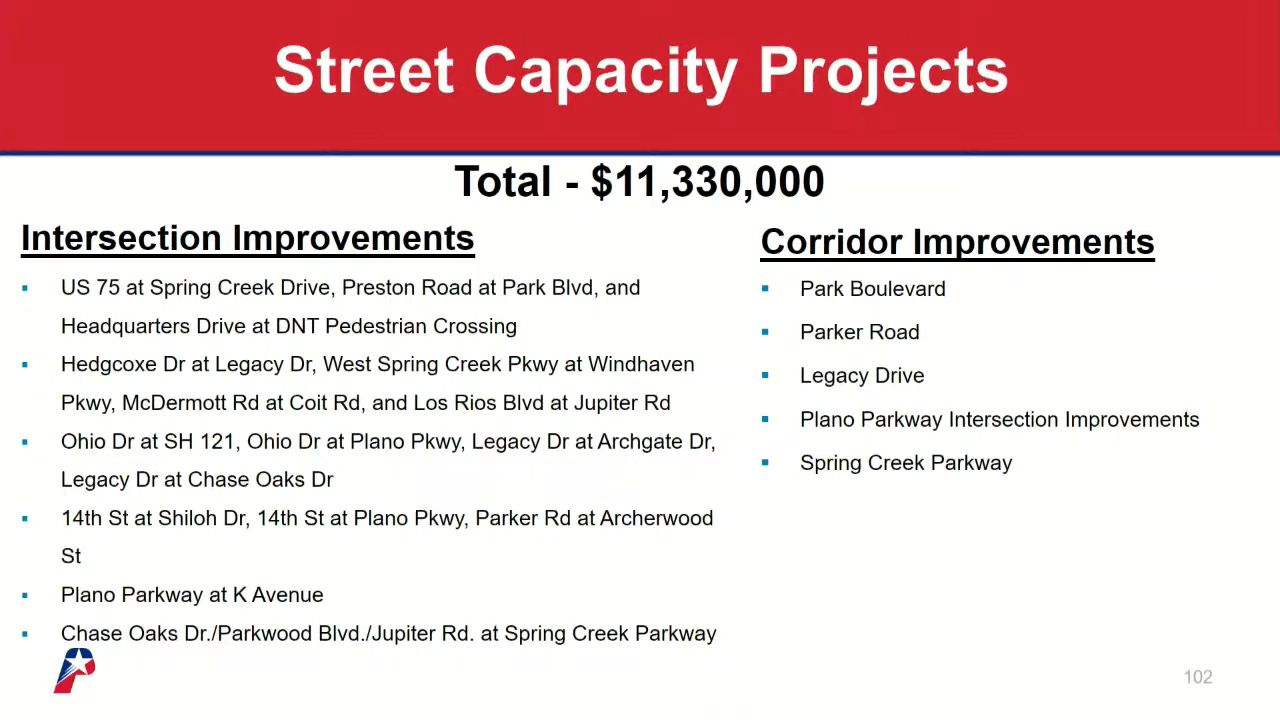 Street Capacity Projects
Total - $11,330,000
Intersection Improvements
US 75 at Spring Creek Drive, Preston Road at Park Blvd, and
Headquarters Drive at DNT Pedestrian Crossing
Hedgcoxe Dr at Legacy Dr, West Spring Creek Pkwy at Windhaven
Pkwy, McDermott Rd at Coit Rd, and Los Rios Blvd at Jupiter Rd
Ohio Dr at SH 121, Ohio Dr at Plano Pkwy, Legacy Dr at Archgate Dr,
Legacy Dr at Chase Oaks Dr
14th St at Shiloh Dr, 14th St at Plano Pkwy, Parker Rd at Archerwood
St
Plano Parkway at K Avenue
Chase Oaks Dr./Parkwood Blvd./Jupiter Rd. at Spring Creek Parkway
Corridor Improvements
Park Boulevard
Parker Road
Legacy Drive
Plano Parkway Intersection Improvements
Spring Creek Parkway
102